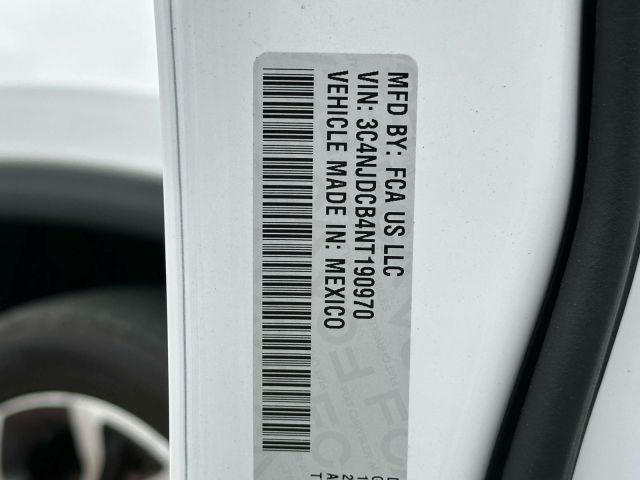 MFD BY: FCA US LLC
VIN: 3C4NJDCB4NT190970
VEHICLE MADE IN: MEXICO